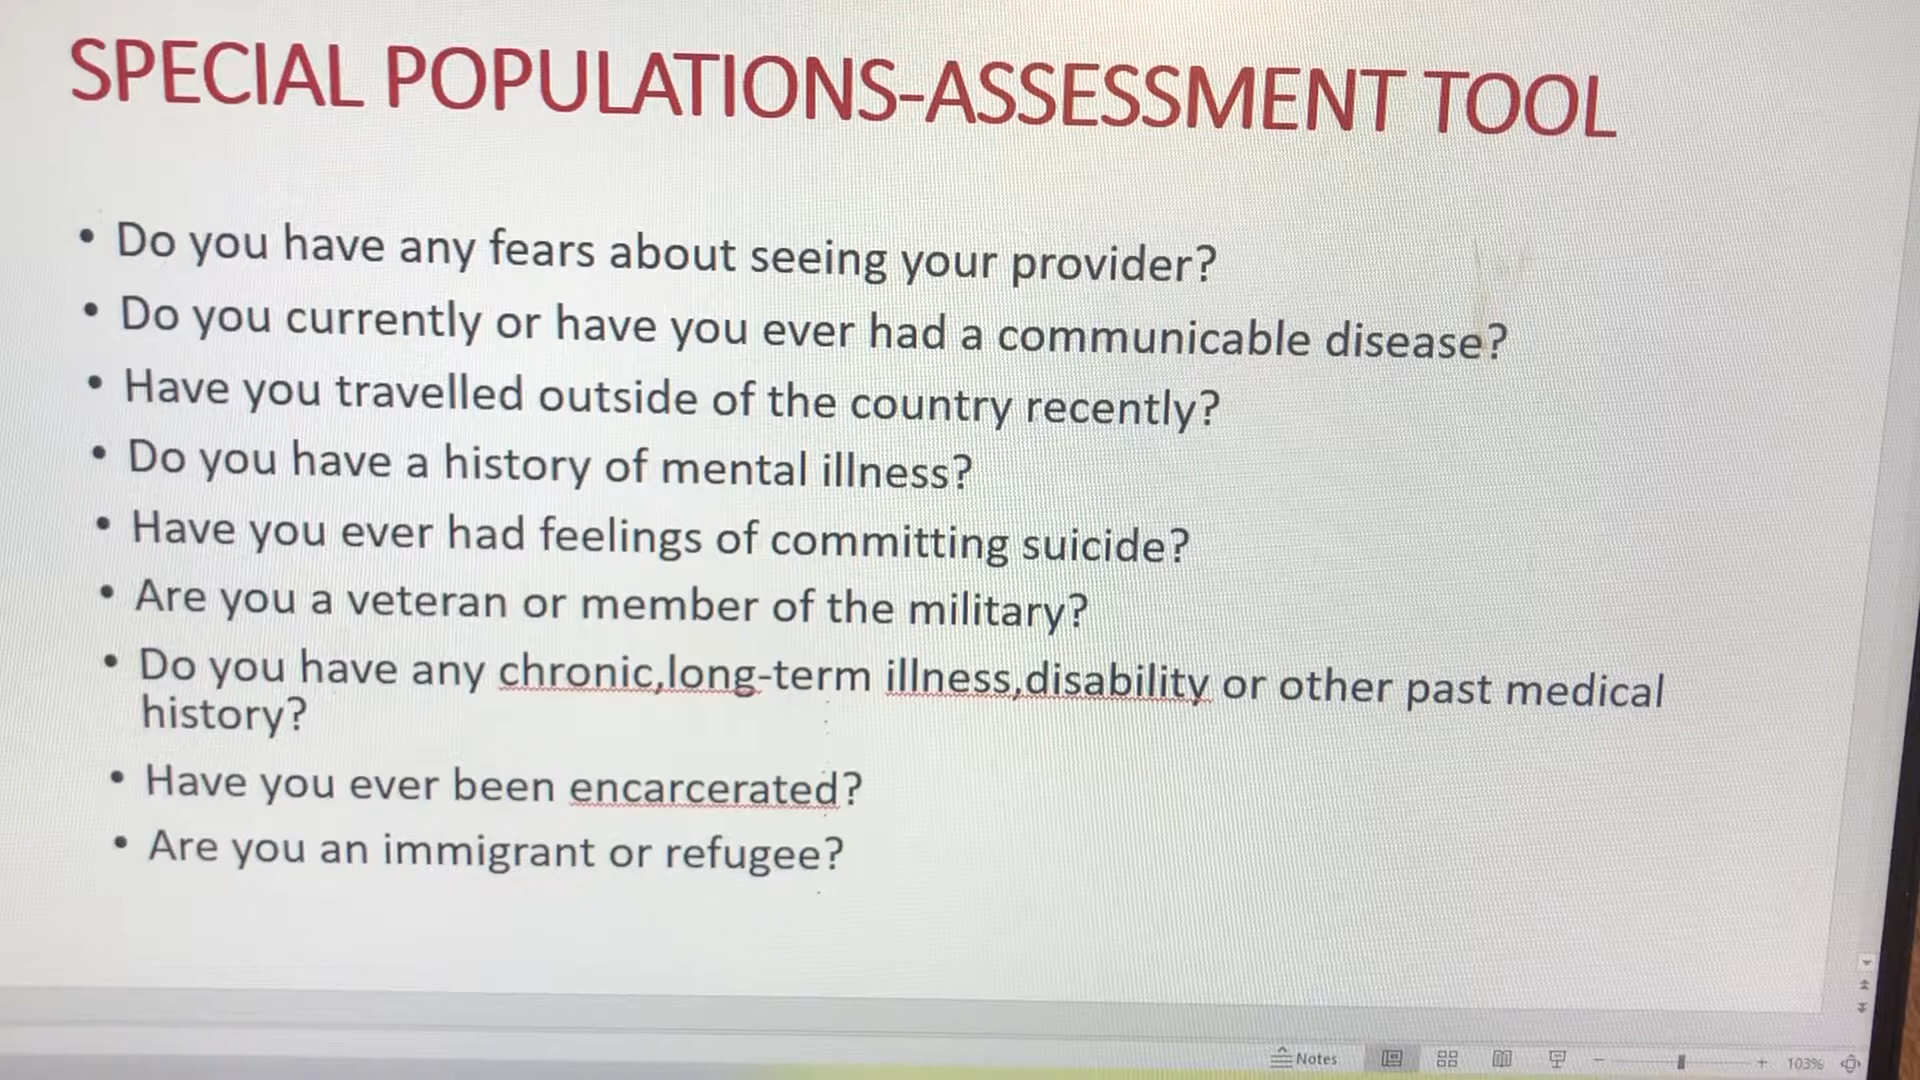 SPECIAL POPULATIONS-ASSESSMENT TOOL
• Do you have any fears about seeing your provider?
• Do you currently or have you ever had a communicable disease?
• Have you travelled outside of the country recently?
• Do you have a history of mental illness?
• Have you ever had feelings of committing suicide?
• Are you a veteran or member of the military?
• Do you have any chronic,long-term illness,disability or other past medical
history?
• Have you ever been encarcerated?
• Are you an immigrant or refugee?
Notes 103%